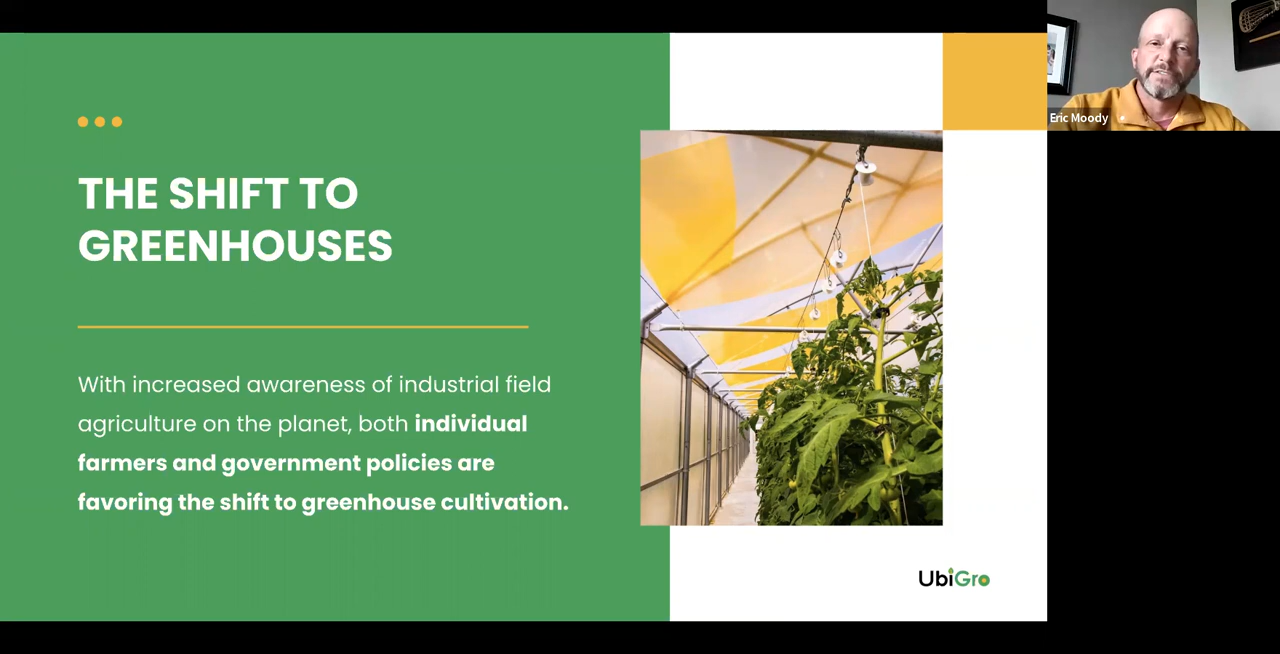 THE SHIFT TO
GREENHOUSES
With increased awareness of industrial field
agriculture on the planet, both individual
farmers and government policies are
favoring the shift to greenhouse cultivation.
UbiGro
Eric Moody